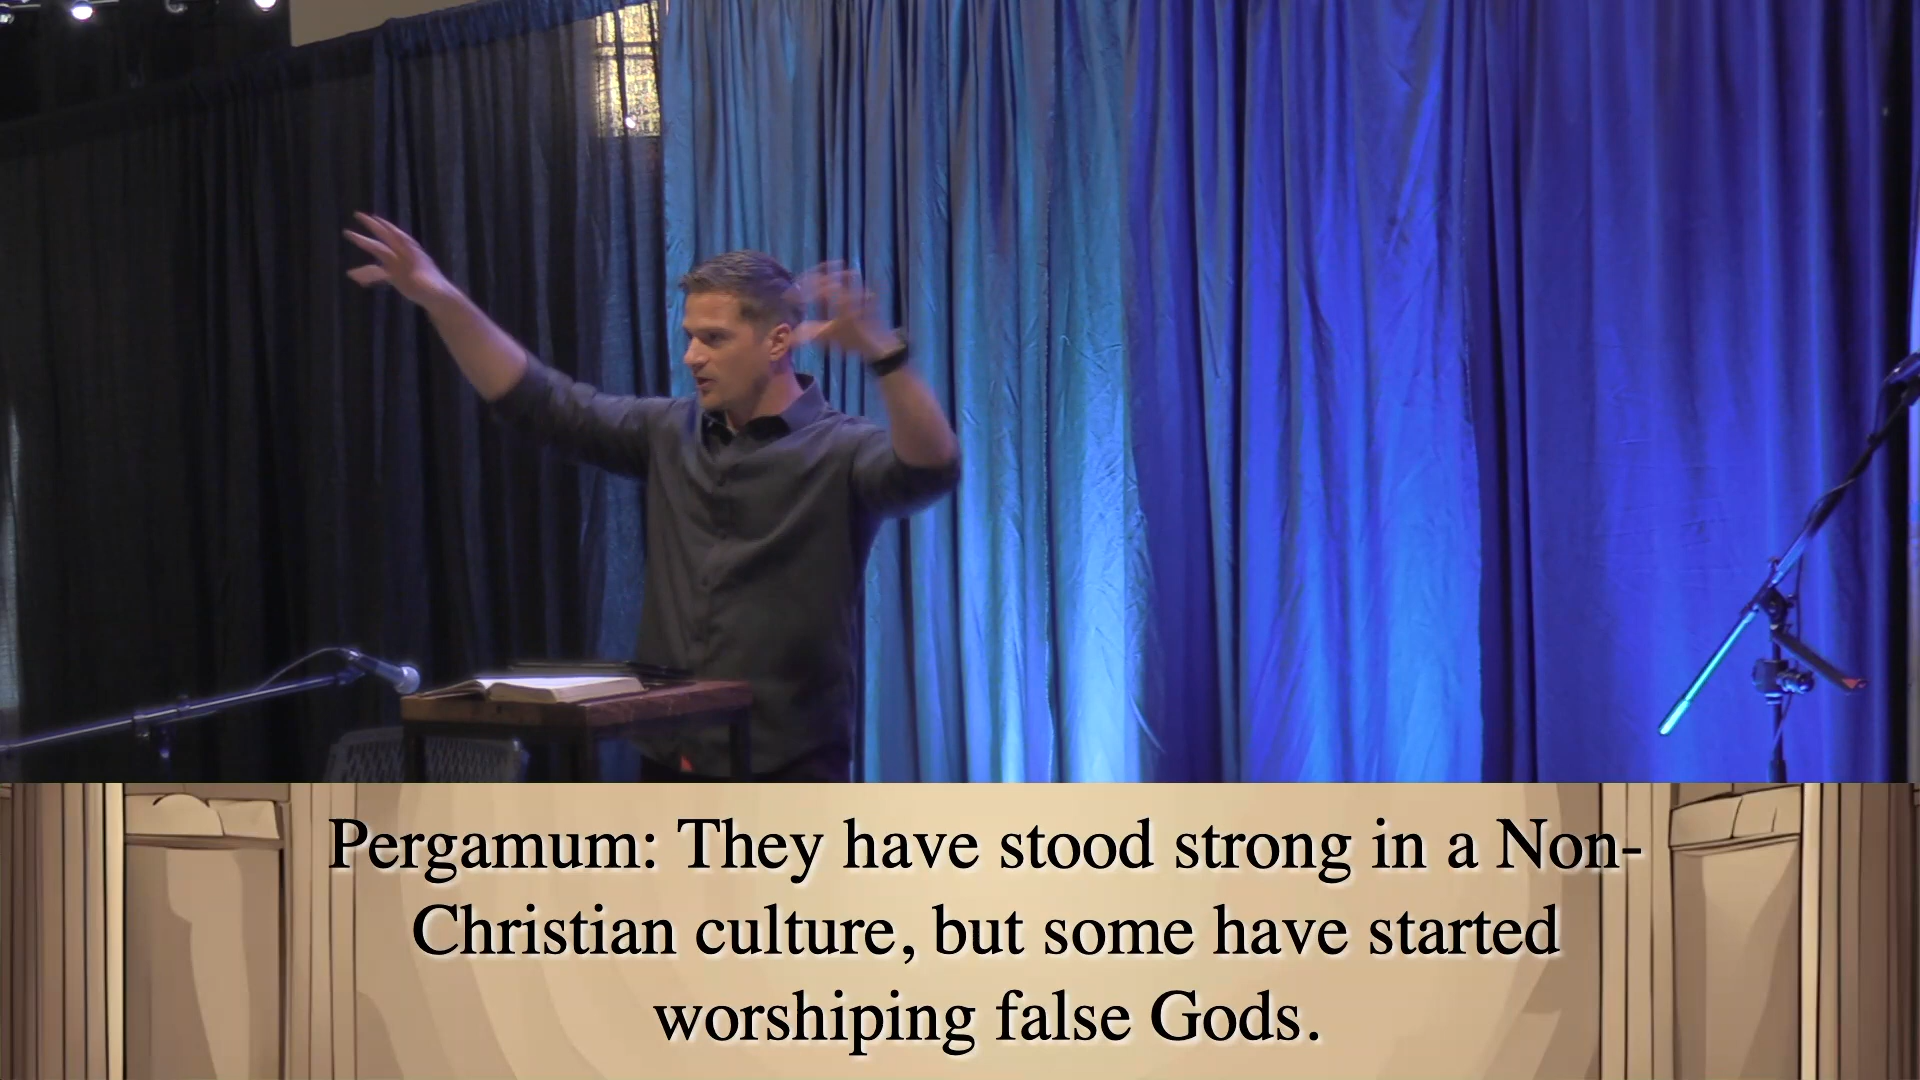 Pergamum: They have stood strong in a Non-
Christian culture, but some have started
worshiping false Gods.